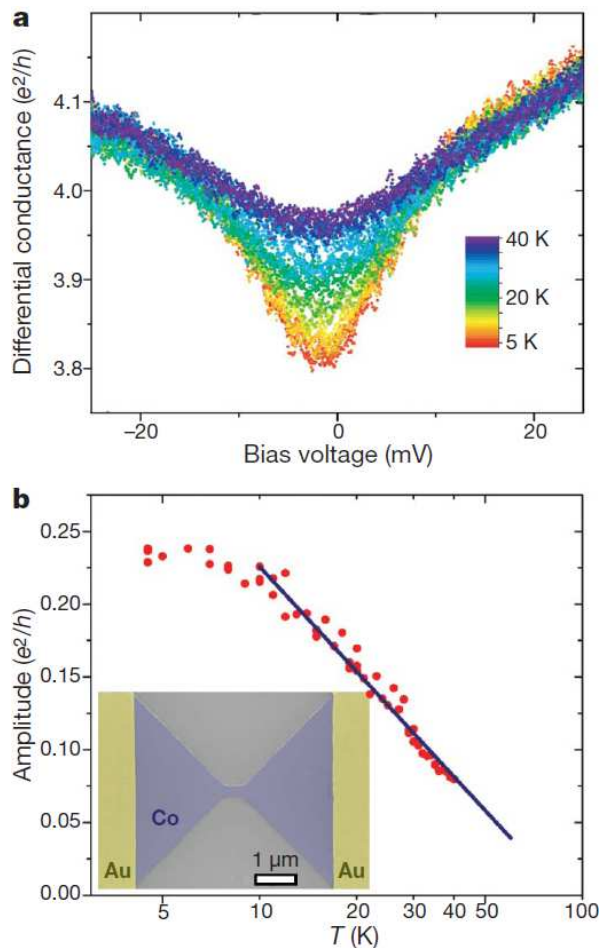 a
Differential conductance (e²/h)
4.1
4.0
3.9
3.8
40 K
20 K
5 K
−20
0
20
Bias voltage (mV)
b
Amplitude (e²/h)
0.25
0.20
0.15
0.10
0.05
0.00
Co
Au
1 μm
Au
5
10
20
30
40
50
100
T (K)